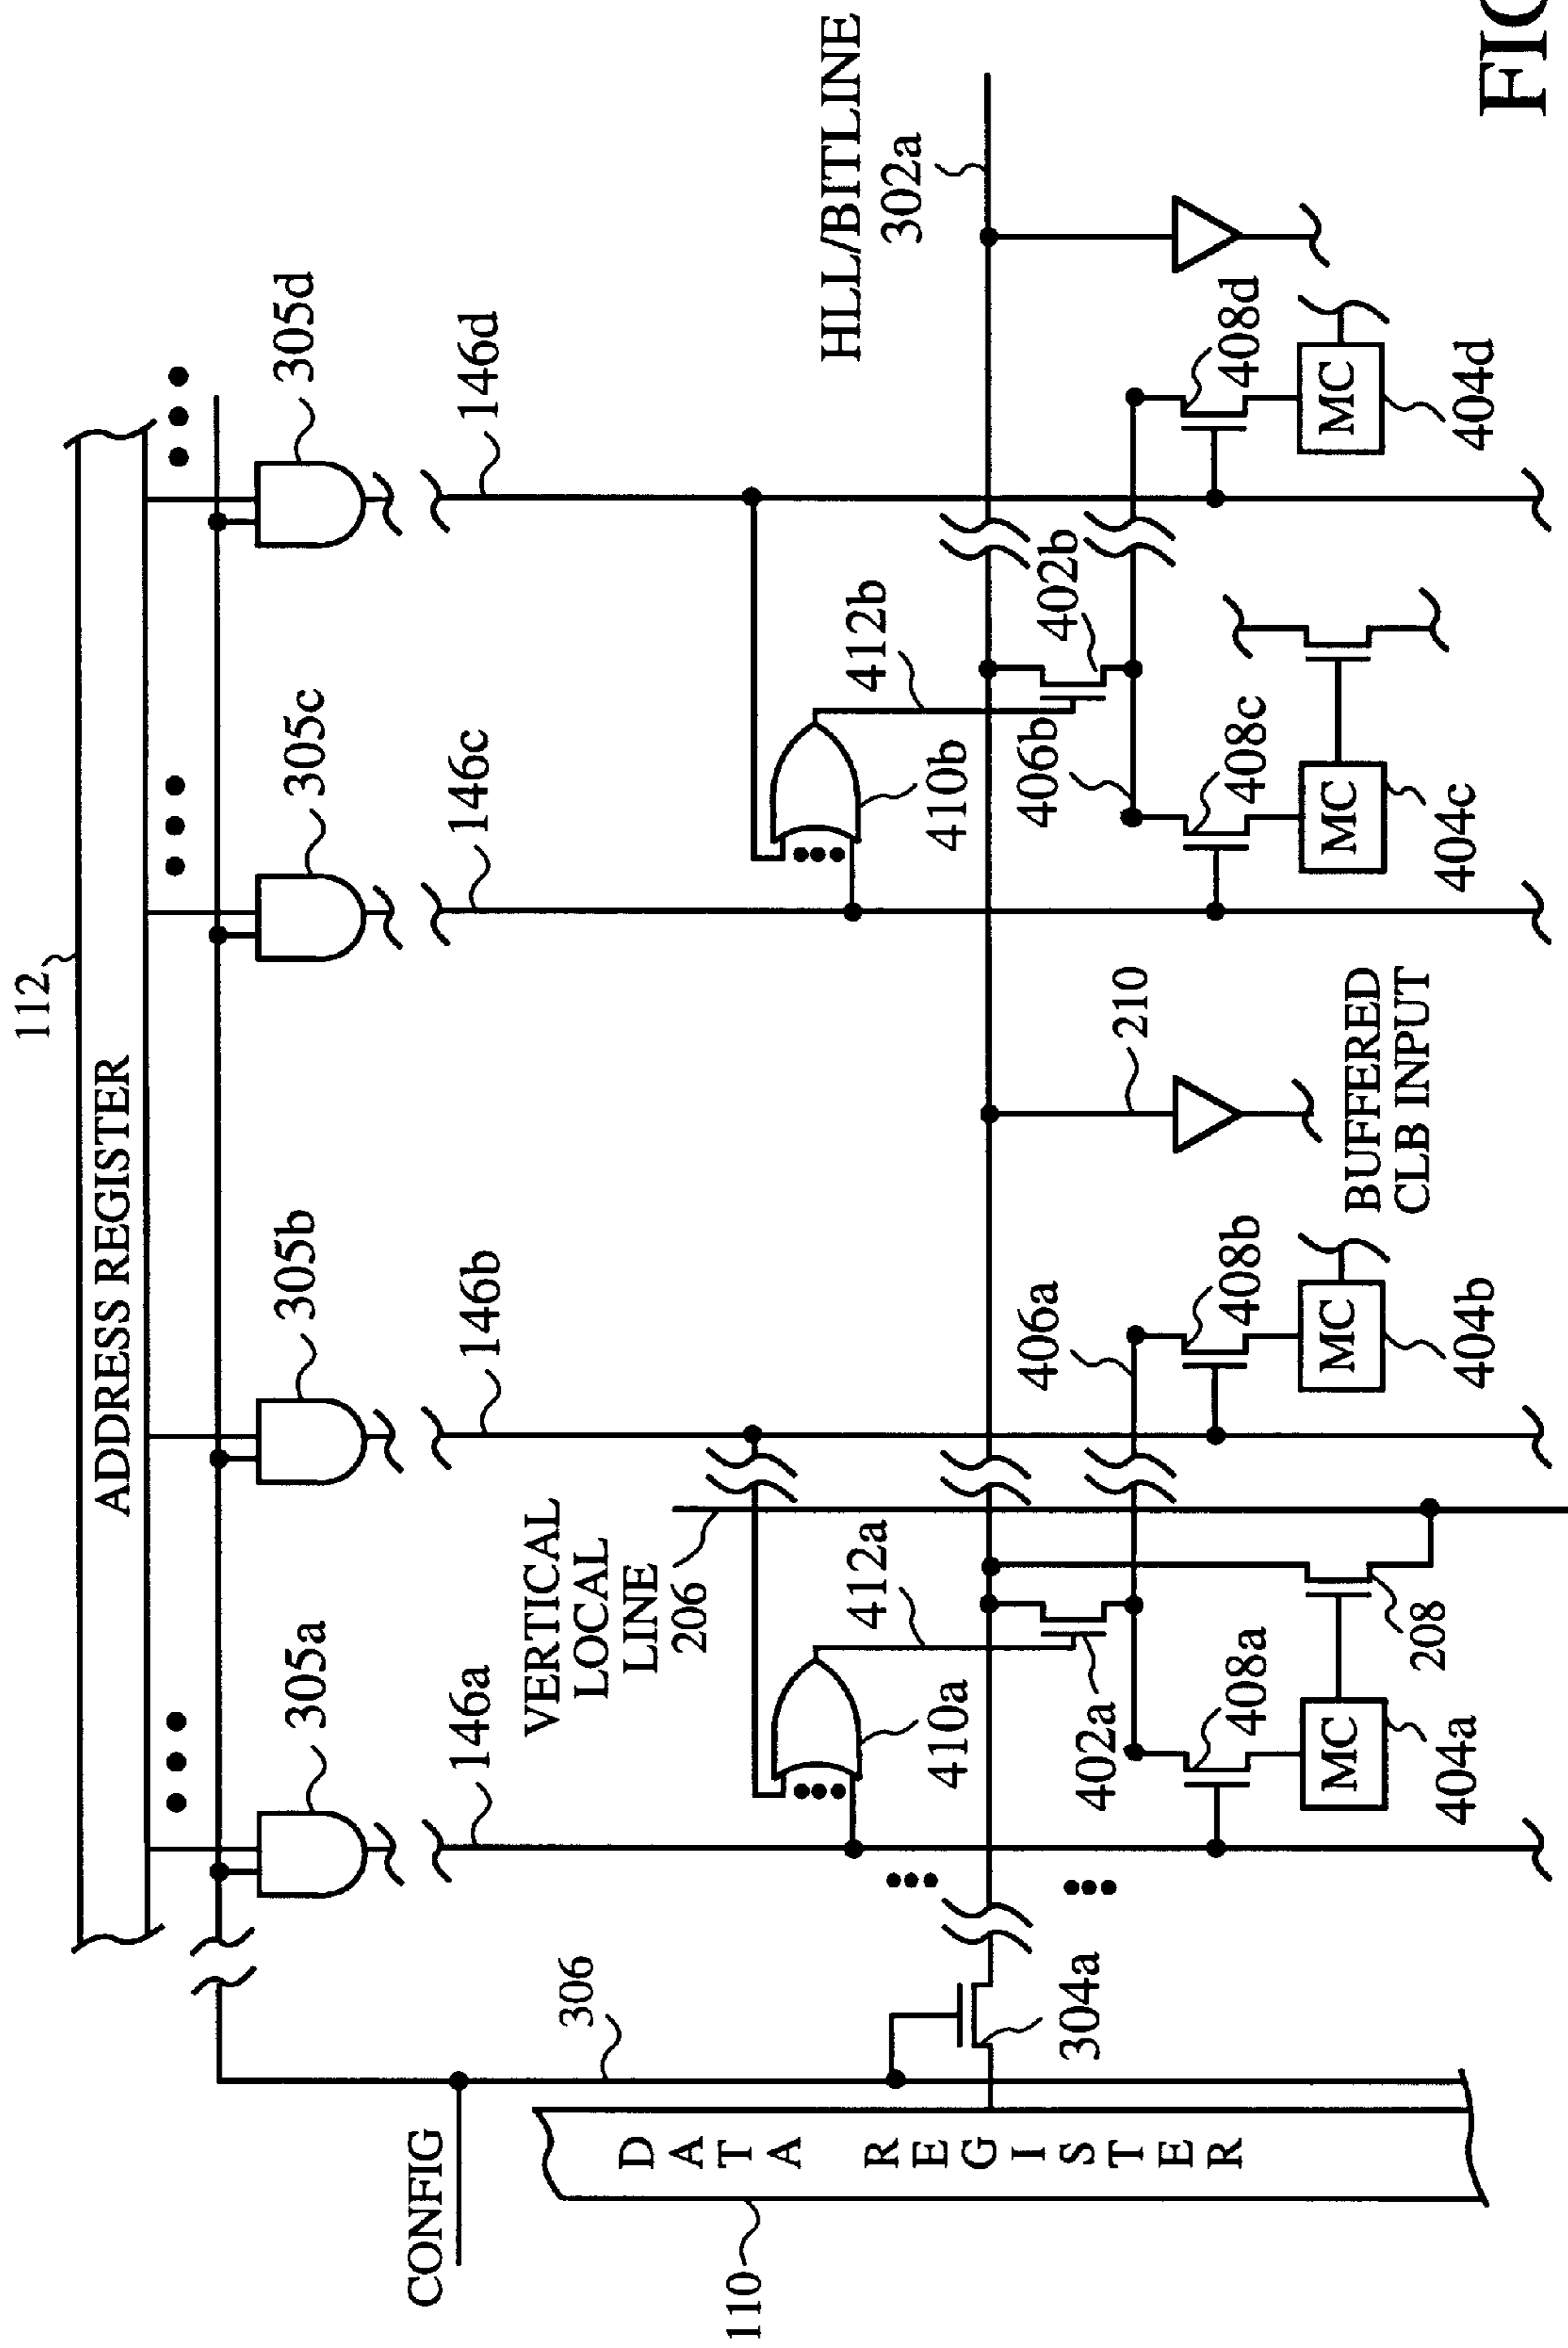 112
ADDRESS REGISTER
305a
305b
305c
305d
CONFIG
306
146a
146b
146c
146d
VERTICAL
LOCAL
LINE
206
HLL/BITLINE
302a
110
DATA REGISTER
304a
410a
412a
402a
406a
408a
408b
MC
404a
208
MC
404b
210
BUFFERED
CLB INPUT
410b
412b
402b
406b
408c
408d
MC
404c
MC
404d